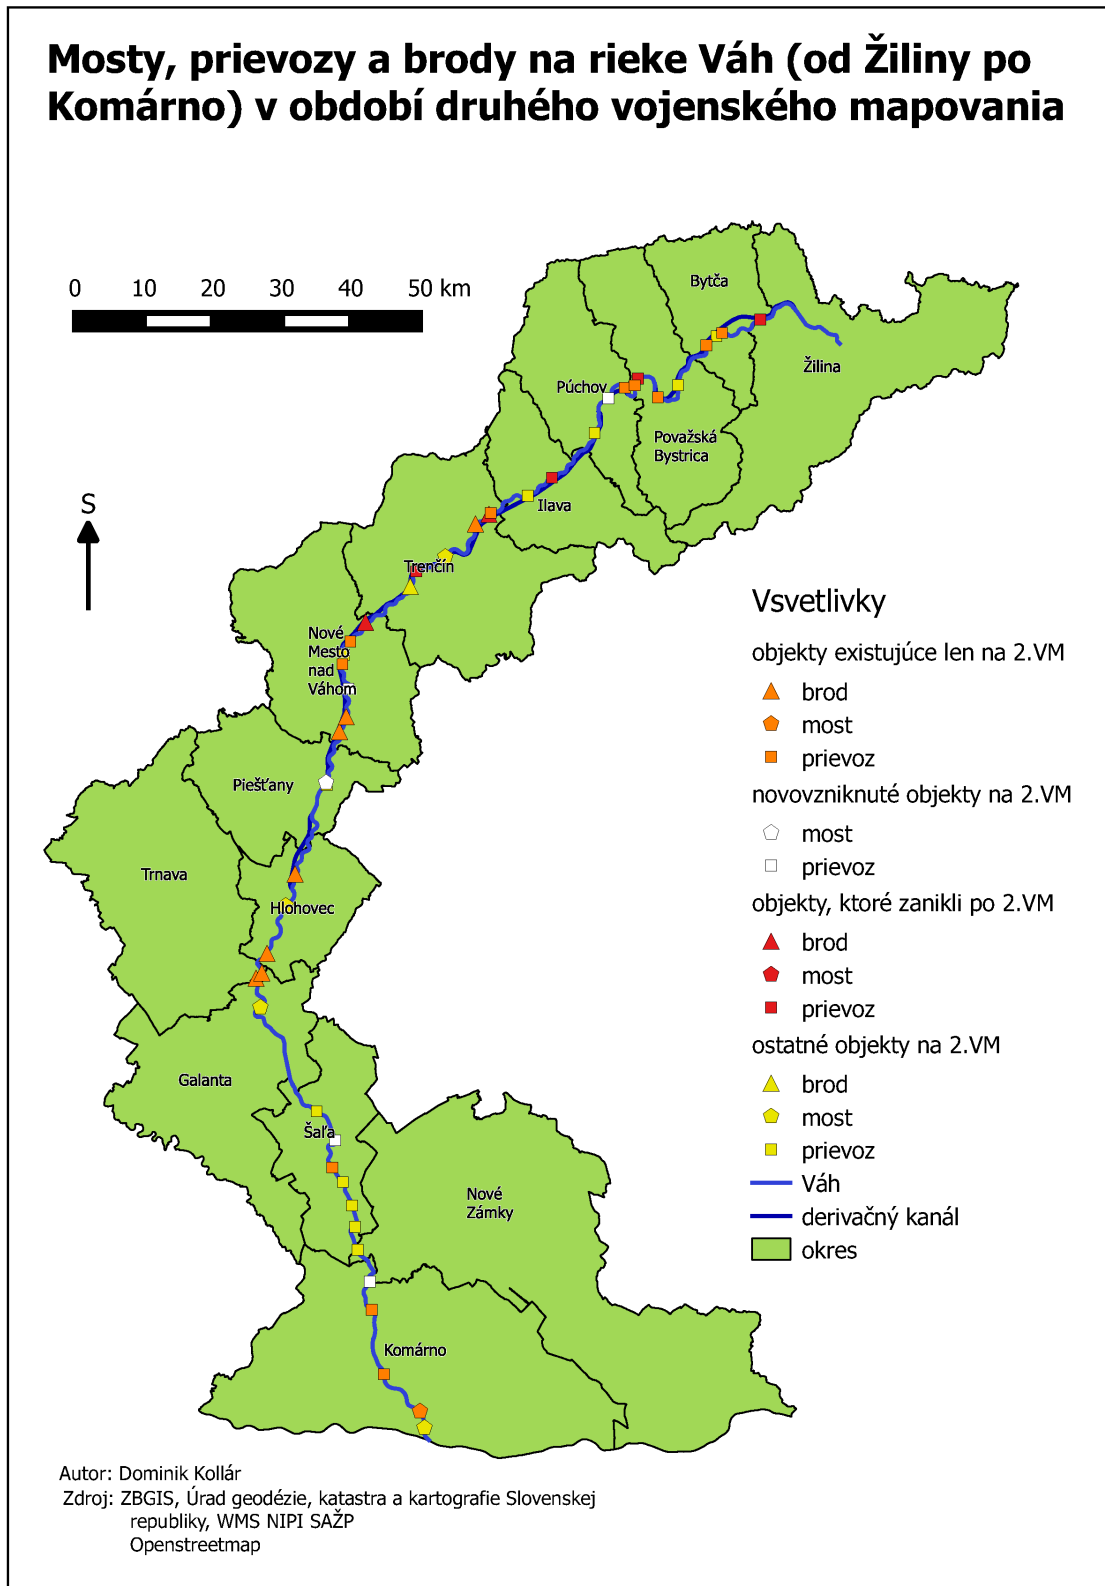 Mosty, prievozy a brody na rieke Váh (od Žiliny po
Komárno) v období druhého vojenského mapovania
0 10 20 30 40 50 km
Bytča
Žilina
Púchov
Považská
Bystrica
Ilava
S
Trenčín
Nové
Mesto
nad
Váhom
Piešťany
Trnava
Hlohovec
Galanta
Šaľa
Nové
Zámky
Komárno
Vsvetlivky
objekty existujúce len na 2.VM
brod
most
prievoz
novovzniknuté objekty na 2.VM
most
prievoz
objekty, ktoré zanikli po 2.VM
brod
most
prievoz
ostatné objekty na 2.VM
brod
most
prievoz
Váh
derivačný kanál
okres
Autor: Dominik Kollár
Zdroj: ZBGIS, Úrad geodézie, katastra a kartografie Slovenskej
republiky, WMS NIPI SAŽP
Openstreetmap